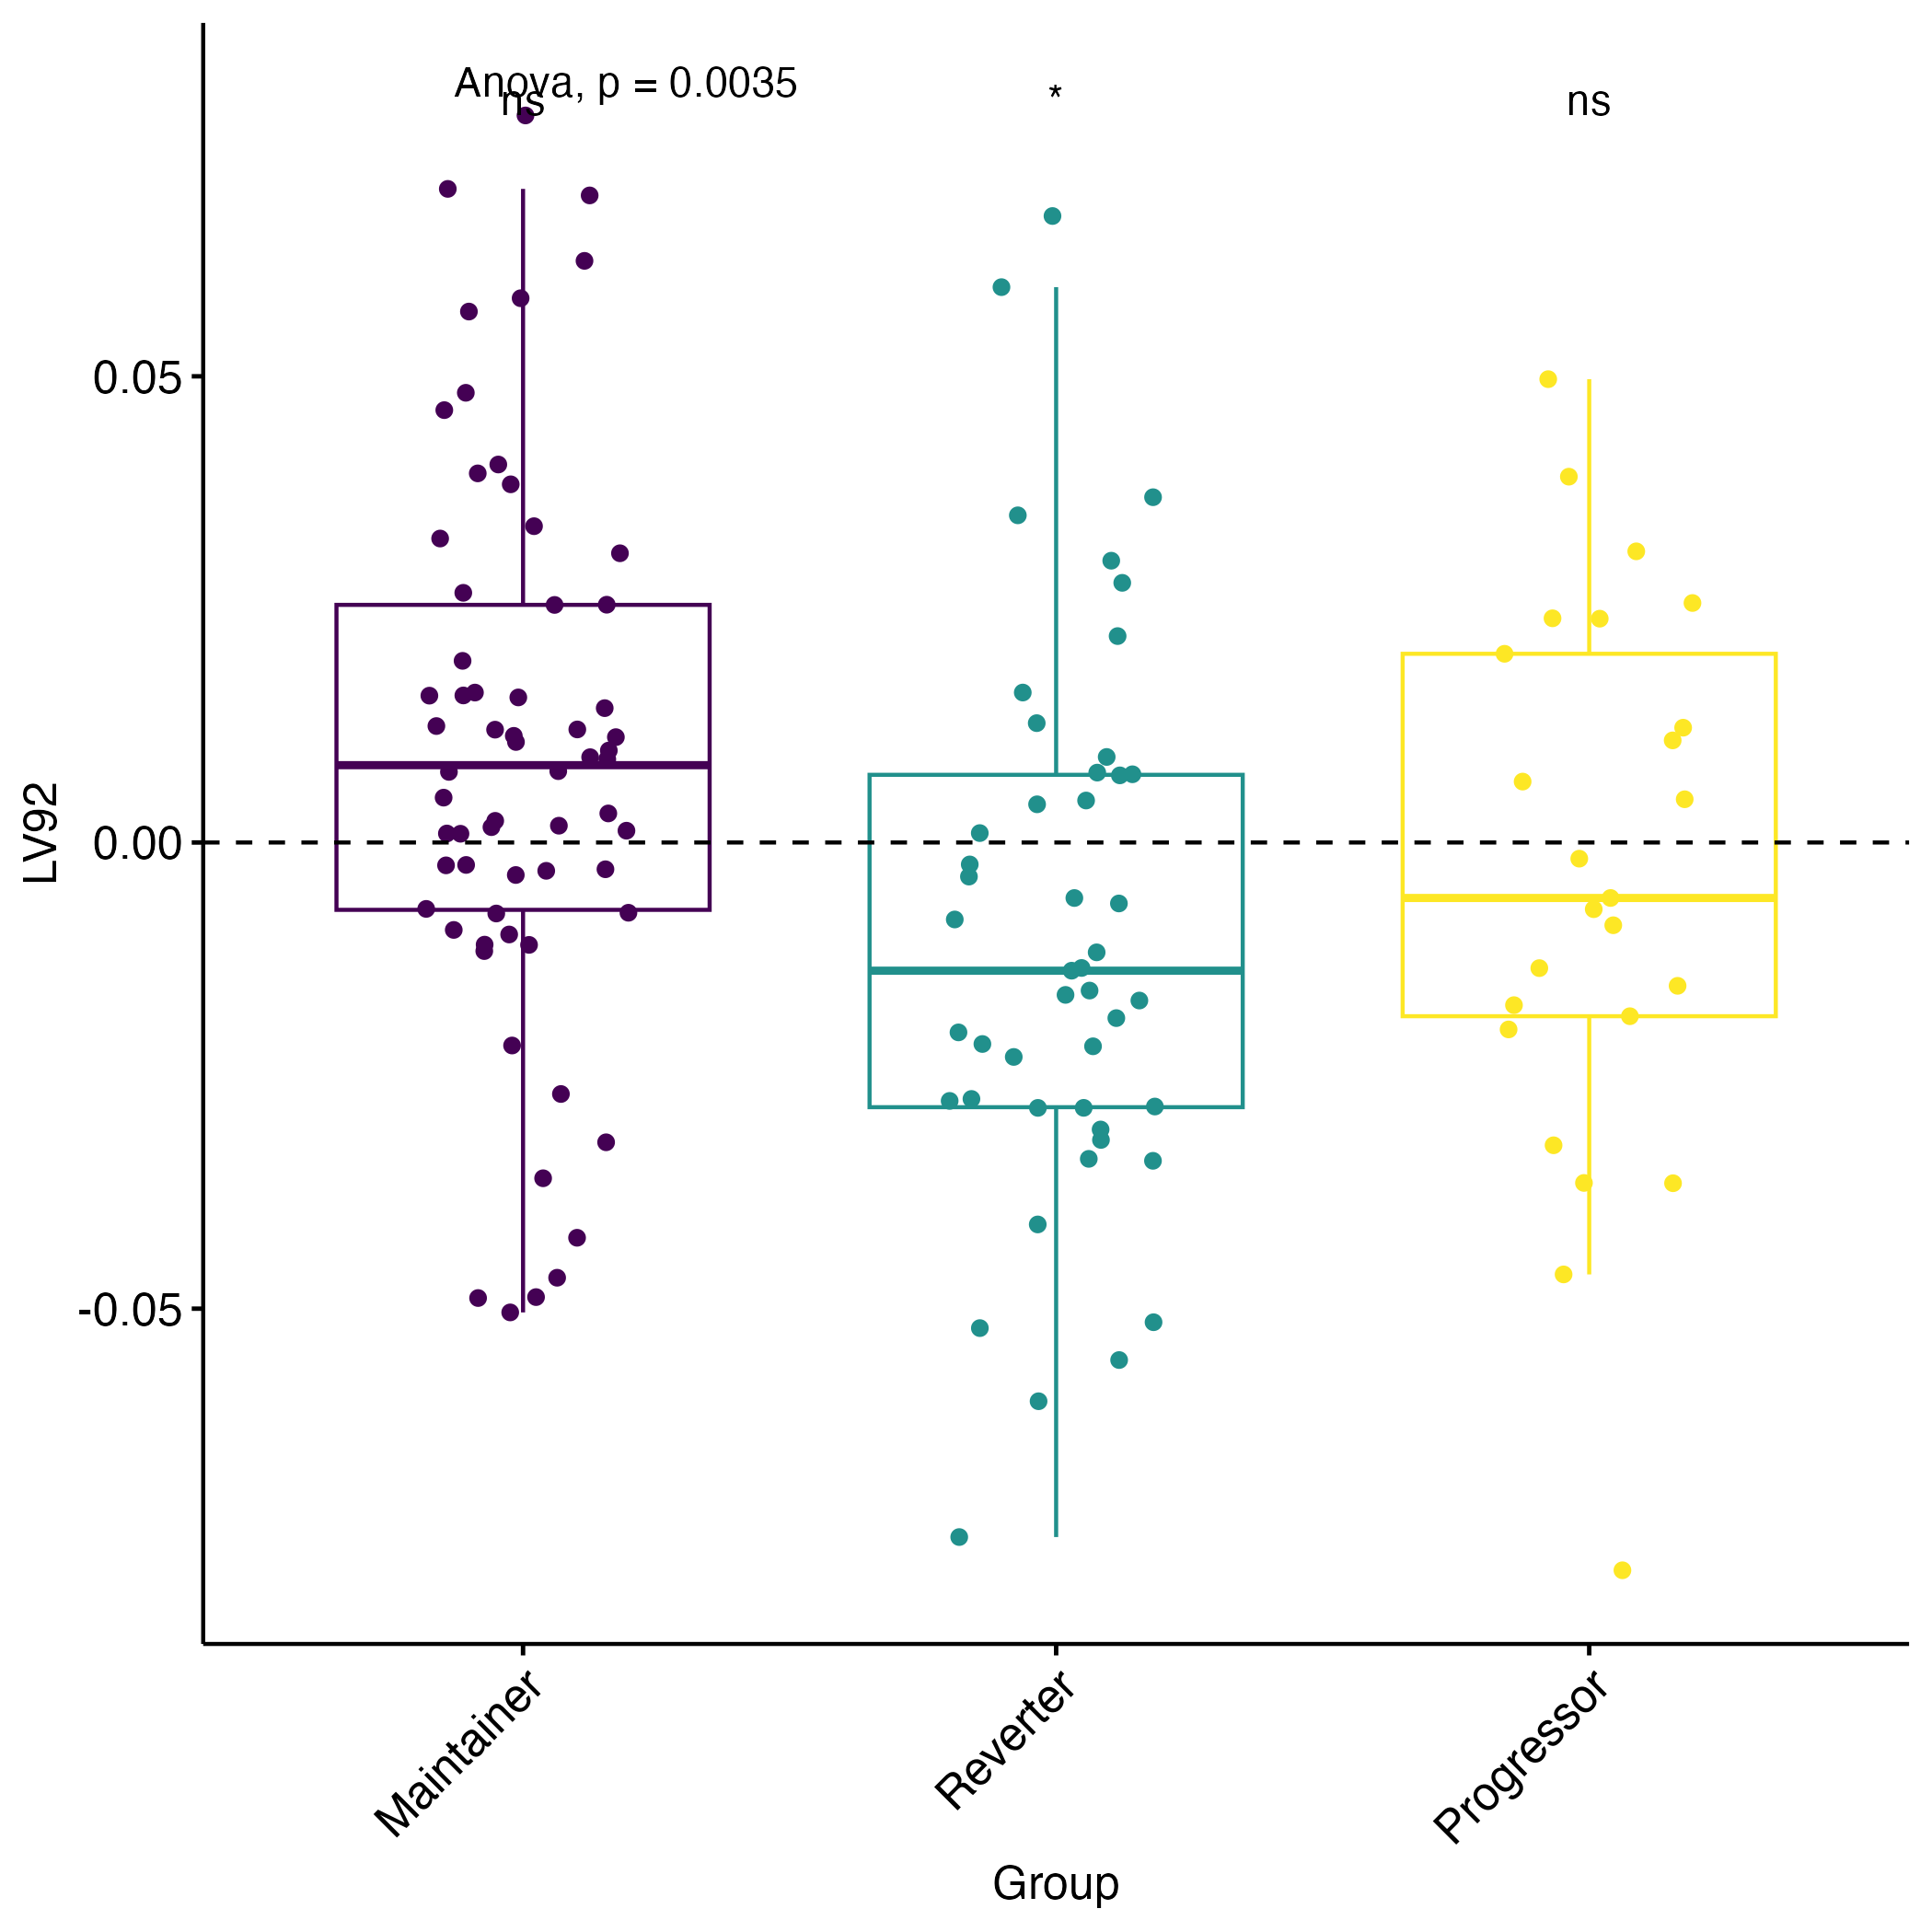 Anova, p = 0.0035
ns
*
ns
0.05
0.00
-0.05
LV92
Maintainer
Reverter
Progressor
Group